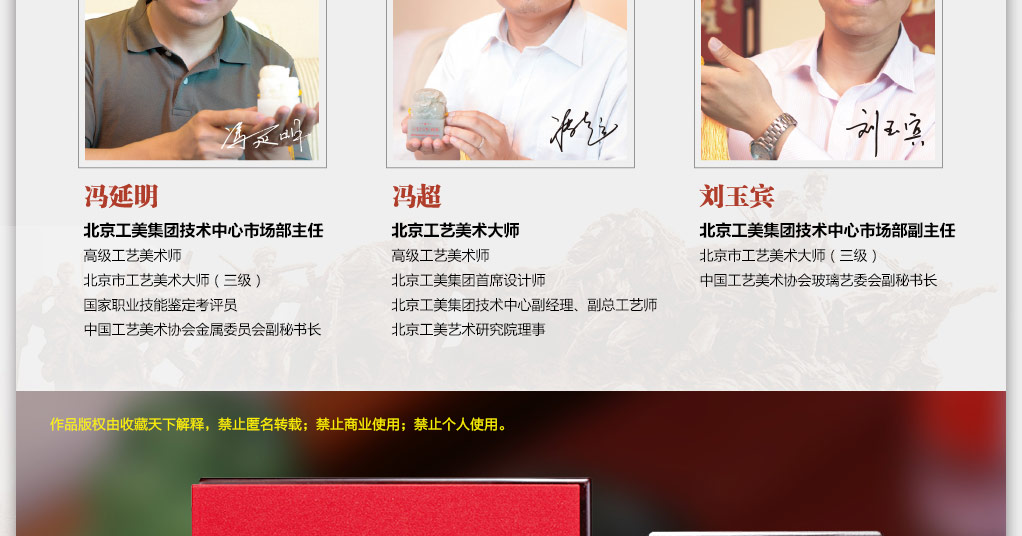 冯延明
冯超
刘玉宾
冯延明
北京工美集团技术中心市场部主任
高级工艺美术师
北京市工艺美术大师（三级）
国家职业技能鉴定考评员
中国工艺美术协会金属委员会副秘书长
冯超
北京工艺美术大师
高级工艺美术师
北京工美集团首席设计师
北京工美集团技术中心副经理、副总工艺师
北京工美艺术研究院理事
刘玉宾
北京工美集团技术中心市场部副主任
北京市工艺美术大师（三级）
中国工艺美术协会玻璃艺委会副秘书长
作品版权由收藏天下解释，禁止匿名转载；禁止商业使用；禁止个人使用。